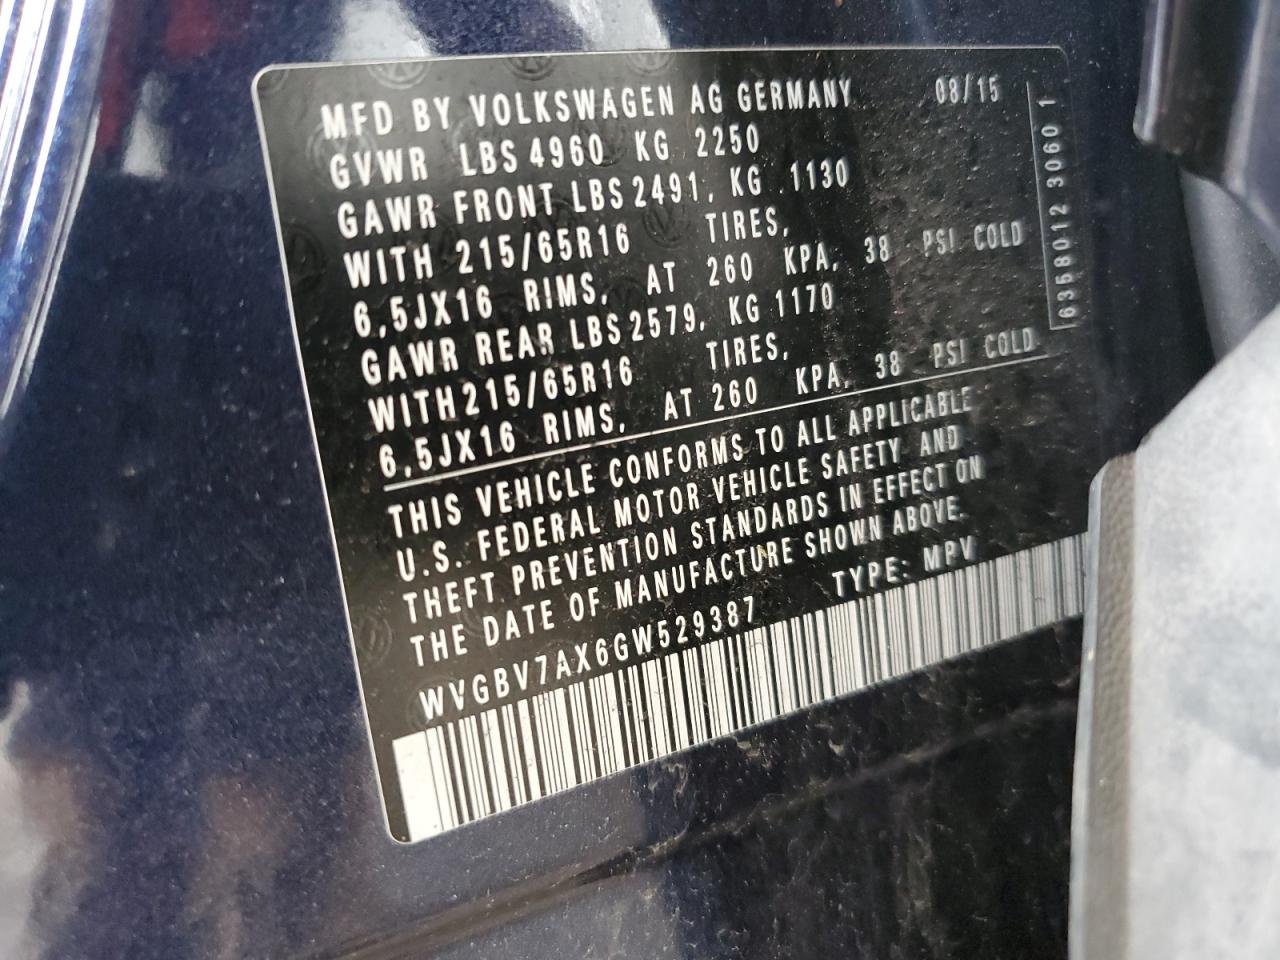 MFD BY VOLKSWAGEN AG GERMANY 08/15
GVWR LBS 4960 KG 2250
GAWR FRONT LBS 2491, KG 1130
WITH 215/65R16 TIRES,
6,5JX16 RIMS, AT 260 KPA, 38 PSI COLD
GAWR REAR LBS 2579, KG 1170
WITH 215/65R16 TIRES,
6,5JX16 RIMS, AT 260 KPA, 38 PSI COLD
THIS VEHICLE CONFORMS TO ALL APPLICABLE
U.S. FEDERAL MOTOR VEHICLE SAFETY AND
THEFT PREVENTION STANDARDS IN EFFECT ON
THE DATE OF MANUFACTURE SHOWN ABOVE.
WVGBV7AX6GW529387 TYPE: MPV
6358012 3060 1